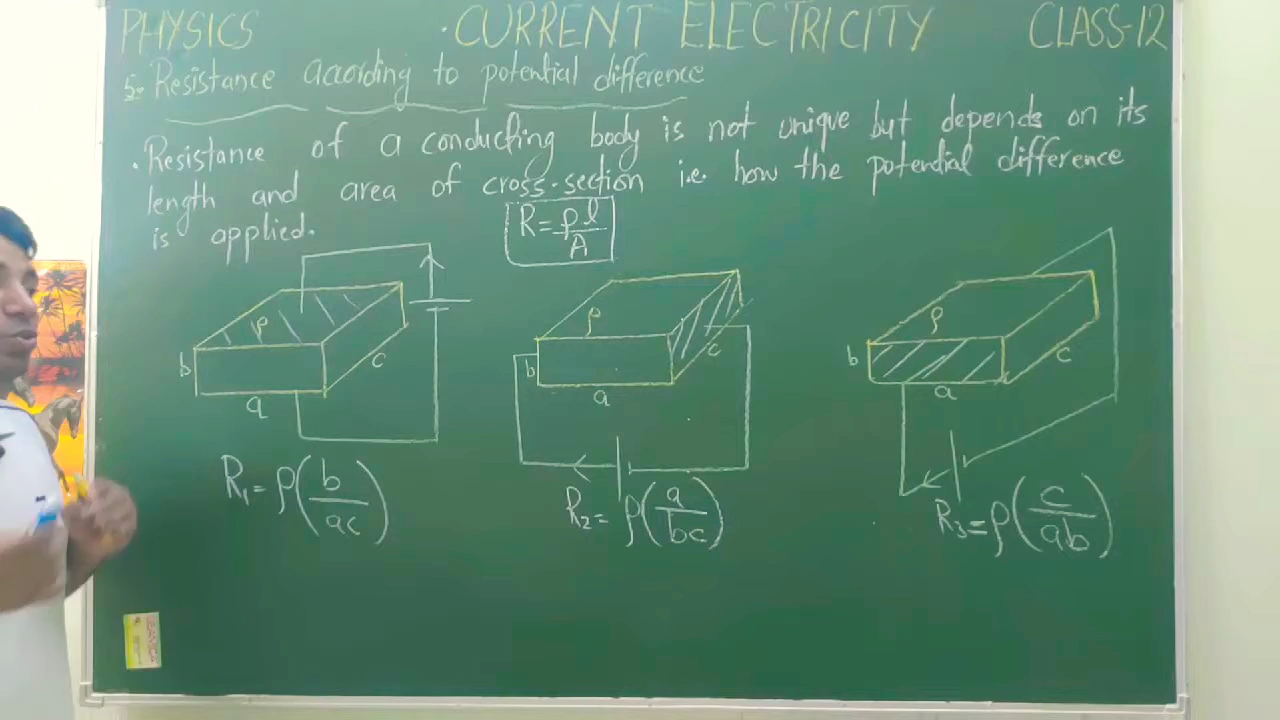 PHYSICS · CURRENT ELECTRICITY CLASS-12
5. Resistance according to potential difference
· Resistance of a conducting body is not unique but depends on its
length and area of cross-section i.e. how the potential difference
is applied.
R = ρl/A
ρ
b
c
a
ρ
b
c
a
ρ
b
c
a
R₁ = ρ(b/ac)
R₂ = ρ(a/bc)
R₃ = ρ(c/ab)